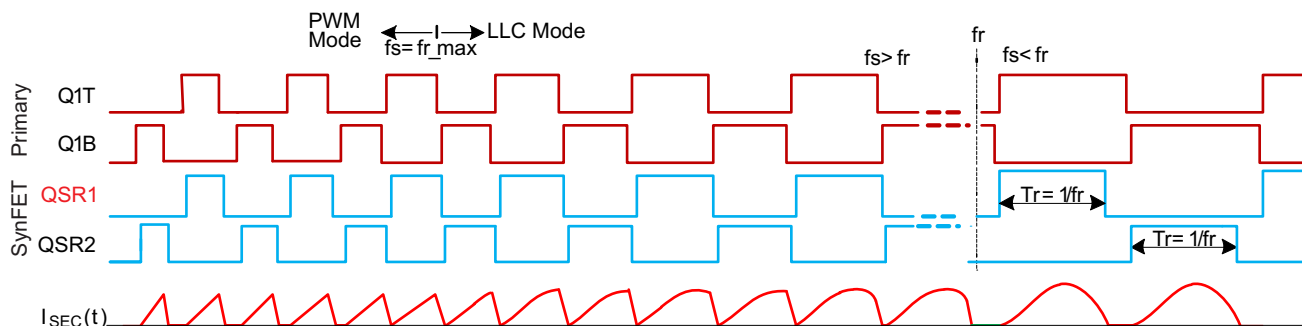 PWM
Mode
LLC Mode
fs= fr_max
fr
fs> fr
fs< fr
Primary
Q1T
Q1B
SynFET
QSR1
Tr= 1/fr
QSR2
Tr= 1/fr
ISEC(t)